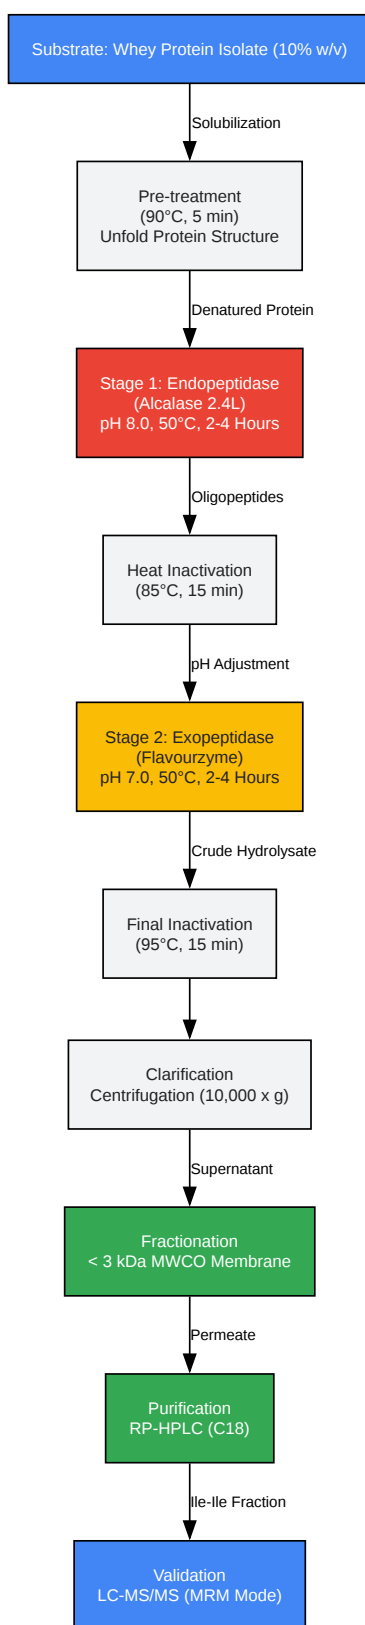 Substrate: Whey Protein Isolate (10% w/v)
Solubilization
Pre-treatment
(90°C, 5 min)
Unfold Protein Structure
Denatured Protein
Stage 1: Endopeptidase
(Alcalase 2.4L)
pH 8.0, 50°C, 2-4 Hours
Oligopeptides
Heat Inactivation
(85°C, 15 min)
pH Adjustment
Stage 2: Exopeptidase
(Flavourzyme)
pH 7.0, 50°C, 2-4 Hours
Crude Hydrolysate
Final Inactivation
(95°C, 15 min)
Clarification
Centrifugation (10,000 x g)
Supernatant
Fractionation
< 3 kDa MWCO Membrane
Permeate
Purification
RP-HPLC (C18)
Ile-Ile Fraction
Validation
LC-MS/MS (MRM Mode)